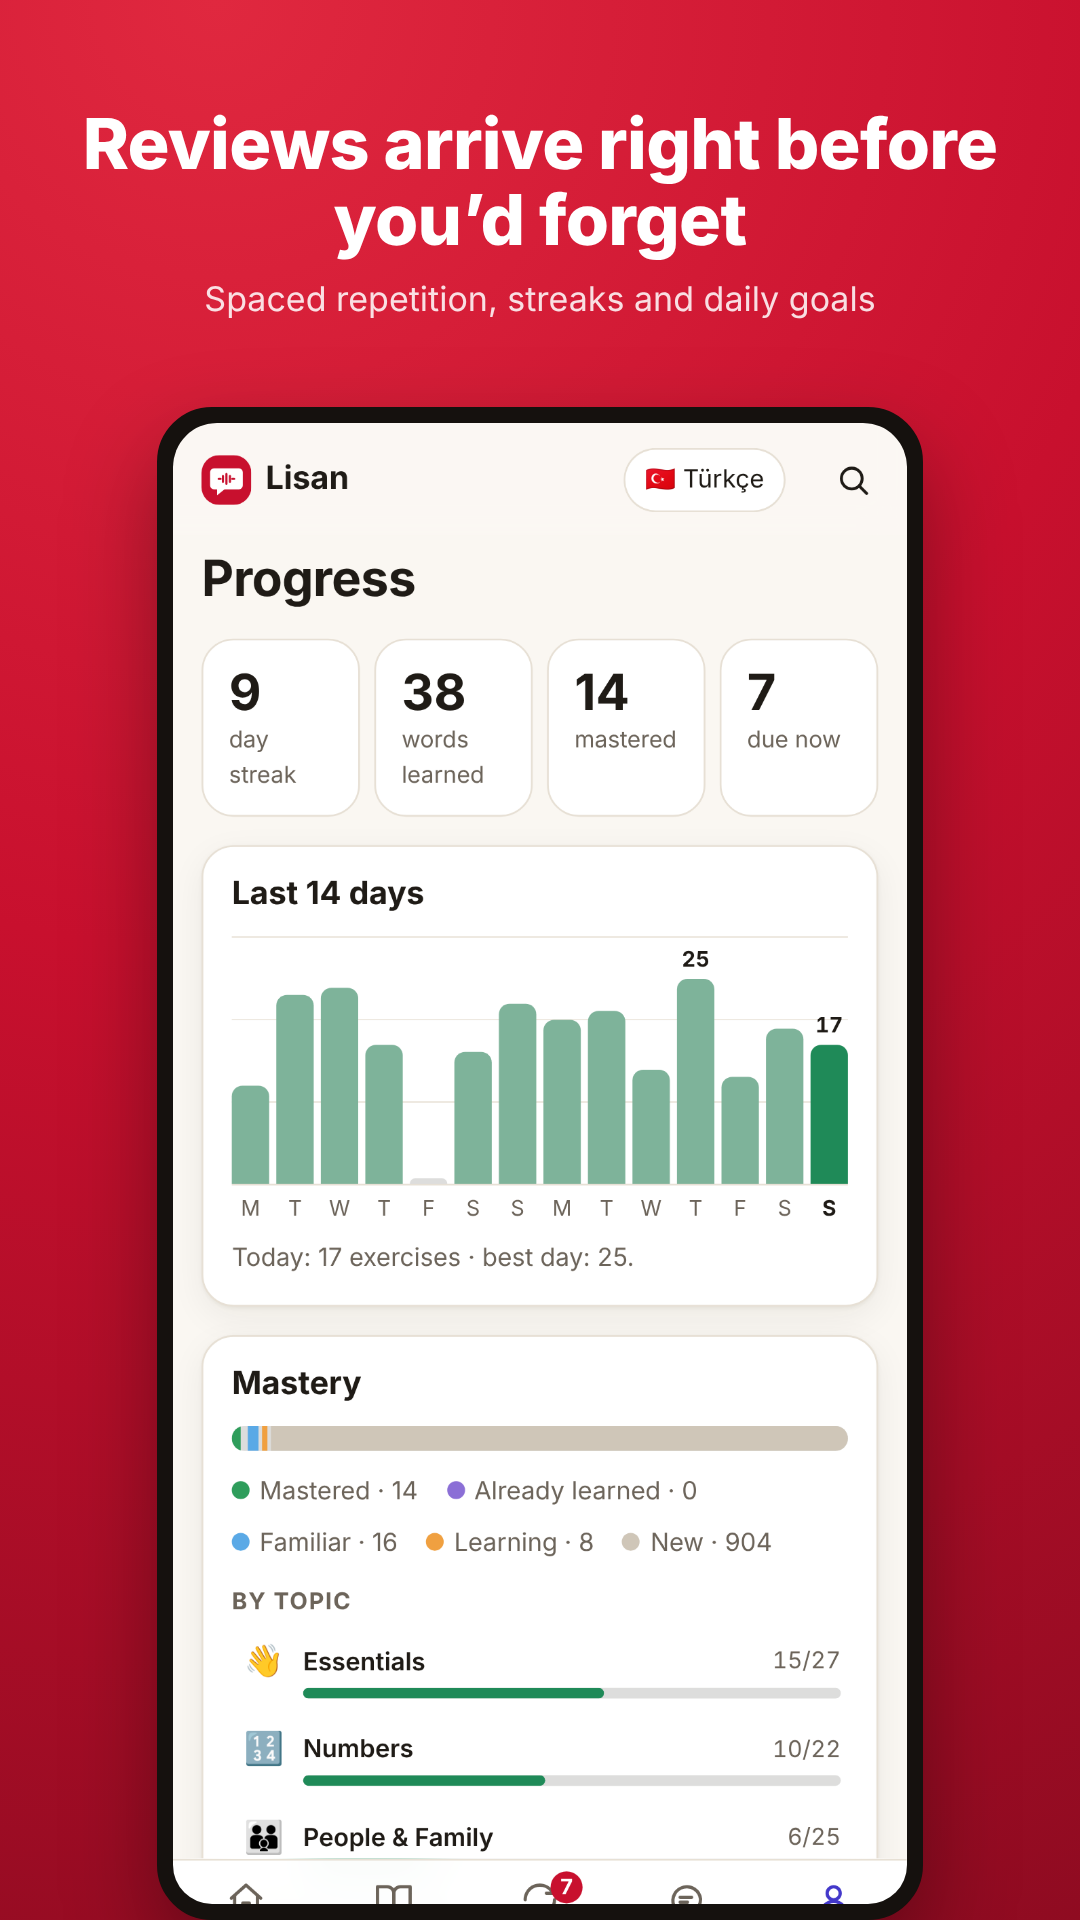 Reviews arrive right before
you’d forget
Spaced repetition, streaks and daily goals
Lisan
Türkçe
Progress
9
day
streak
38
words
learned
14
mastered
7
due now
Last 14 days
25
17
M T W T F S S M T W T F S S
Today: 17 exercises · best day: 25.
Mastery
Mastered · 14 Already learned · 0
Familiar · 16 Learning · 8 New · 904
BY TOPIC
Essentials 15/27
Numbers 10/22
People & Family 6/25
7